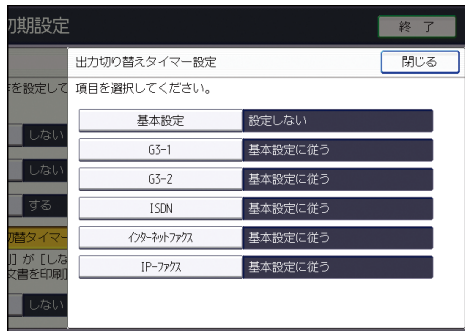 初期設定
終 了
出力切り替えタイマー設定
閉じる
を設定して
項目を選択してください。
基本設定 設定しない
しない
G3-1 基本設定に従う
しない
G3-2 基本設定に従う
する
ISDN 基本設定に従う
切替タイマー
インターネットファクス 基本設定に従う
］が［しな
文書を印刷］
IP-ファクス 基本設定に従う
しない